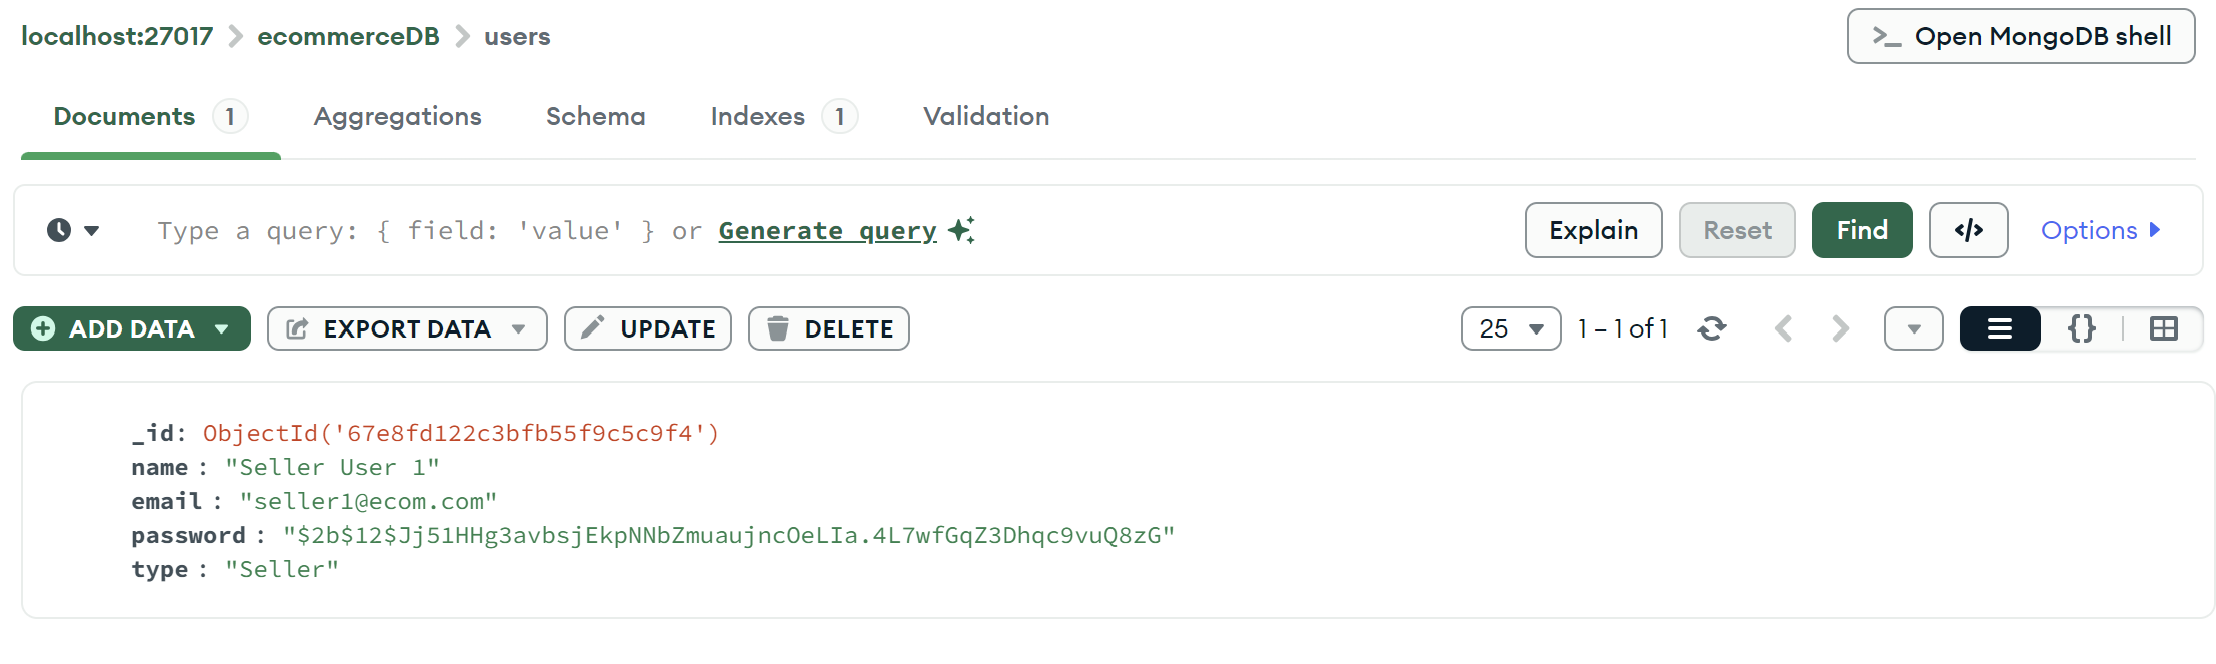 localhost:27017 > ecommerceDB > users
>_ Open MongoDB shell
Documents 1 Aggregations Schema Indexes 1 Validation
Type a query: { field: 'value' } or Generate query
Explain Reset Find </> Options
ADD DATA EXPORT DATA UPDATE DELETE
25 1 – 1 of 1 {}
_id: ObjectId('67e8fd122c3bfb55f9c5c9f4')
name : "Seller User 1"
email : "seller1@ecom.com"
password : "$2b$12$Jj51HHg3avbsjEkpNNbZmuaujncOeLIa.4L7wfGqZ3Dhqc9vuQ8zG"
type : "Seller"